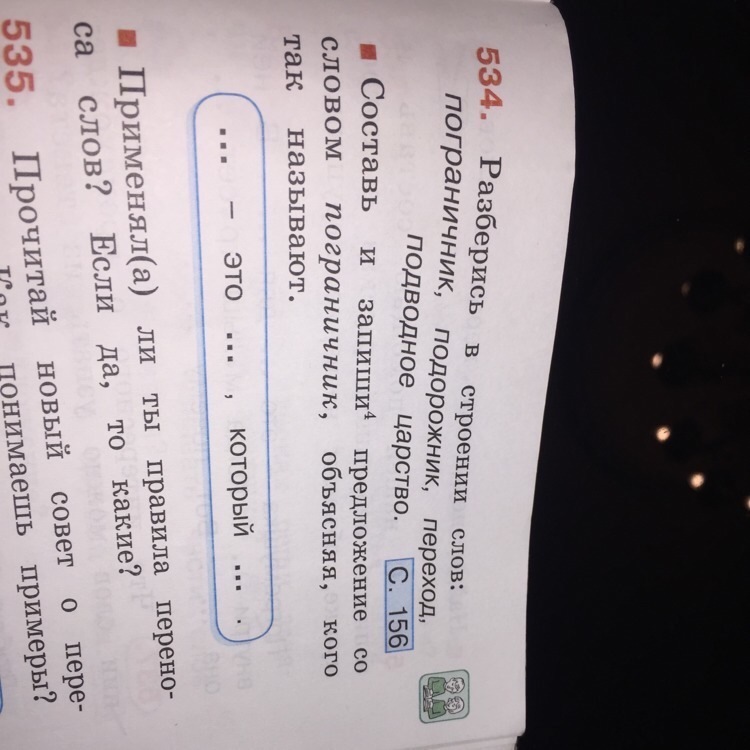 534. Разберись в строении слов:
пограничник, подорожник, переход,
подводное царство. С. 156
Составь и запиши⁴ предложение со
словом пограничник, объясняя, кого
так называют.
... – это ... , который ... .
Применял(а) ли ты правила перено-
са слов? Если да, то какие?
535. Прочитай новый совет о пере-
Как понимаешь примеры?